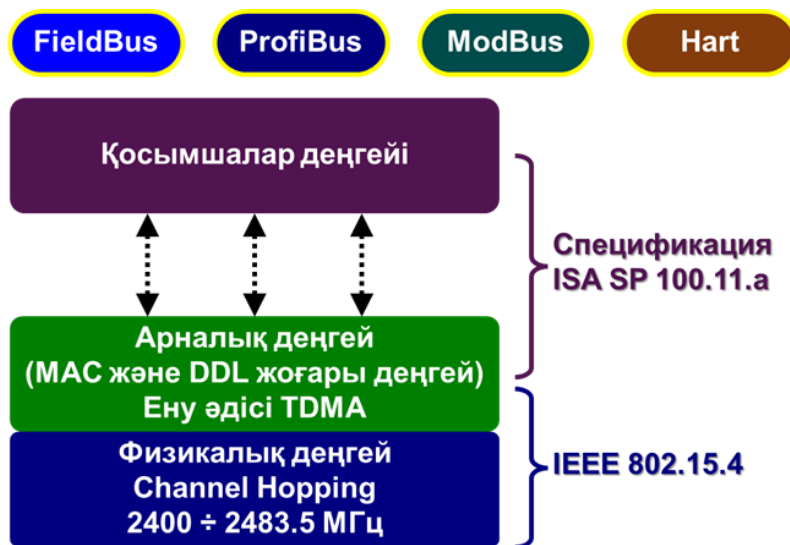 FieldBus
ProfiBus
ModBus
Hart
Қосымшалар деңгейі
Спецификация
ISA SP 100.11.a
Арналық деңгей
(MAC және DDL жоғары деңгей)
Ену әдісі TDMA
Физикалық деңгей
Channel Hopping
2400 ÷ 2483.5 МГц
IEEE 802.15.4